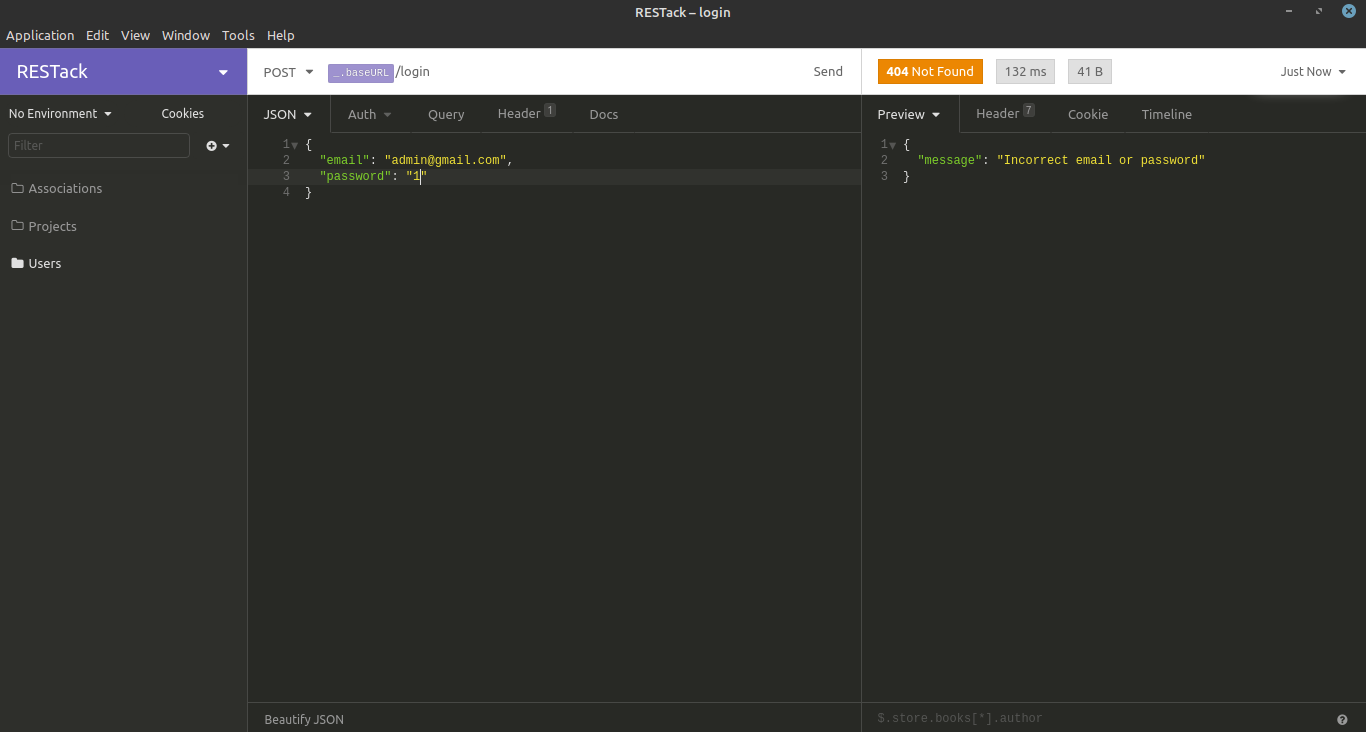 RESTack – login
Application Edit View Window Tools Help
RESTack
POST _.baseURL/login Send
404 Not Found 132 ms 41 B Just Now
No Environment Cookies
JSON Auth Query Header 1 Docs
Preview Header 7 Cookie Timeline
Filter
Associations
Projects
Users
1 {
2 "email": "admin@gmail.com",
3 "password": "1"
4 }
1 {
2 "message": "Incorrect email or password"
3 }
Beautify JSON
$.store.books[*].author